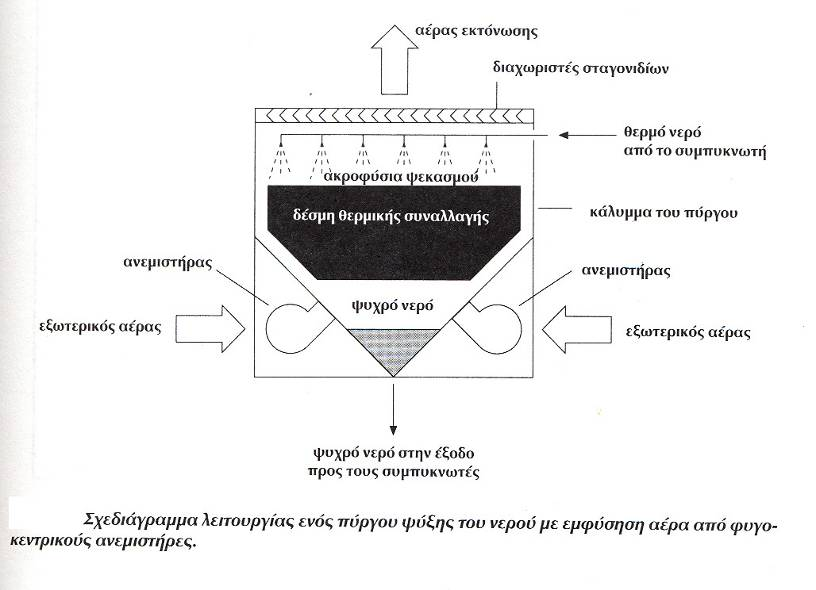 αέρας εκτόνωσης
διαχωριστές σταγονιδίων
θερμό νερό
από το συμπυκνωτή
ακροφύσια ψεκασμού
δέσμη θερμικής συναλλαγής
κάλυμμα του πύργου
ανεμιστήρας
ανεμιστήρας
ψυχρό νερό
εξωτερικός αέρας
εξωτερικός αέρας
ψυχρό νερό στην έξοδο
προς τους συμπυκνωτές
Σχεδιάγραμμα λειτουργίας ενός πύργου ψύξης του νερού με εμφύσηση αέρα από φυγο-
κεντρικούς ανεμιστήρες.